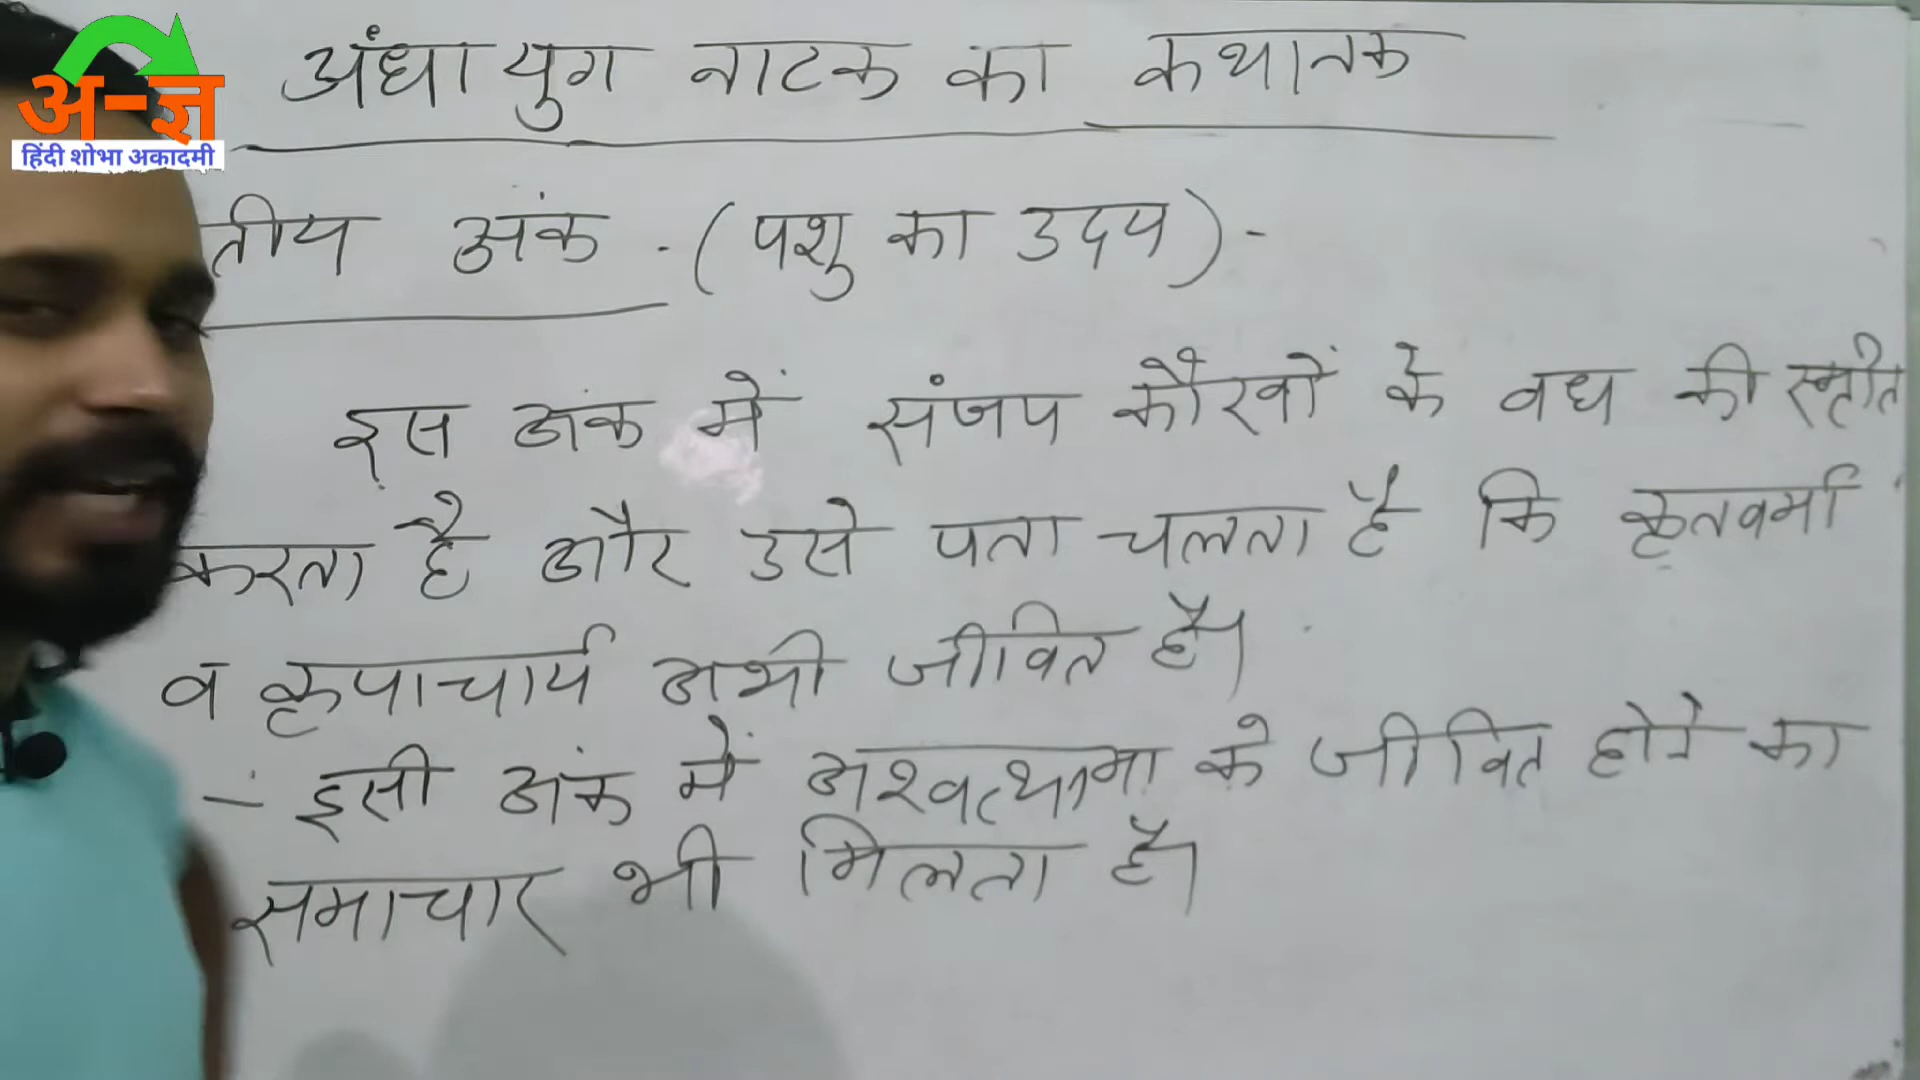 अ-ज्ञ
हिंदी शोभा अकादमी
अंधा युग नाटक का कथानक
तीय अंक - (पशु का उदय) -
इस अंक में संजय कौरवों के वध की
करता है और उसे पता चलता है कि कृतवर्मा
व कृपाचार्य अभी जीवित है।
- इसी अंक में अश्वत्थामा के जीवित होने का
समाचार भी मिलता है।